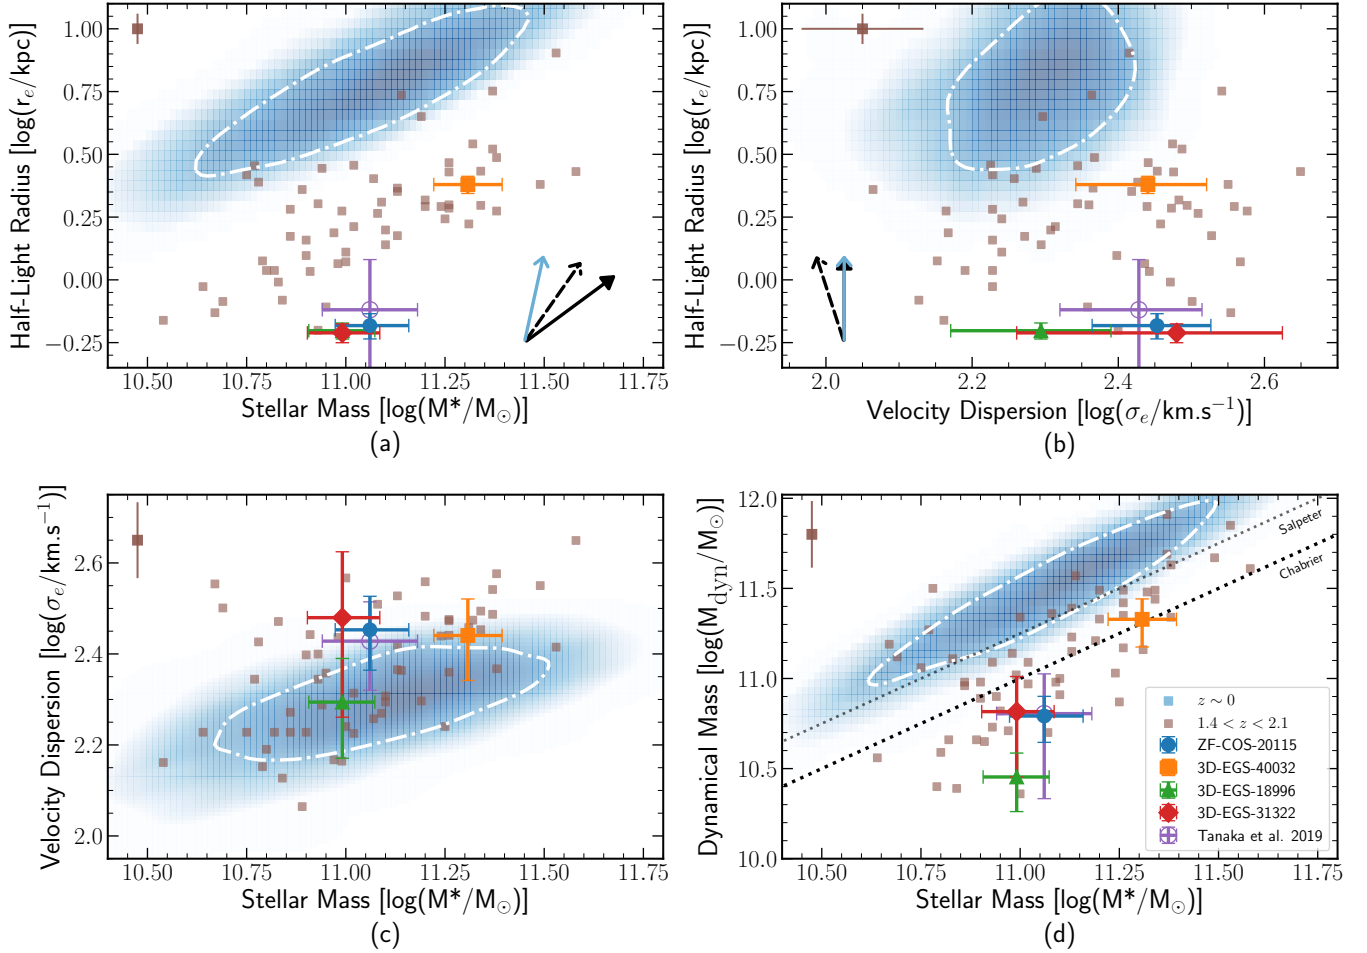 1.00
0.75
0.50
0.25
0.00
−0.25
Half-Light Radius [log(r_e/kpc)]
10.50 10.75 11.00 11.25 11.50 11.75
Stellar Mass [log(M*/M⊙)]
(a)
1.00
0.75
0.50
0.25
0.00
−0.25
Half-Light Radius [log(r_e/kpc)]
2.0 2.2 2.4 2.6
Velocity Dispersion [log(σ_e/km.s⁻¹)]
(b)
2.6
2.4
2.2
2.0
Velocity Dispersion [log(σ_e/km.s⁻¹)]
10.50 10.75 11.00 11.25 11.50 11.75
Stellar Mass [log(M*/M⊙)]
(c)
12.0
11.5
11.0
10.5
10.0
Dynamical Mass [log(M_dyn/M⊙)]
Salpeter
Chabrier
z ∼ 0
1.4 < z < 2.1
ZF-COS-20115
3D-EGS-40032
3D-EGS-18996
3D-EGS-31322
Tanaka et al. 2019
10.50 10.75 11.00 11.25 11.50 11.75
Stellar Mass [log(M*/M⊙)]
(d)